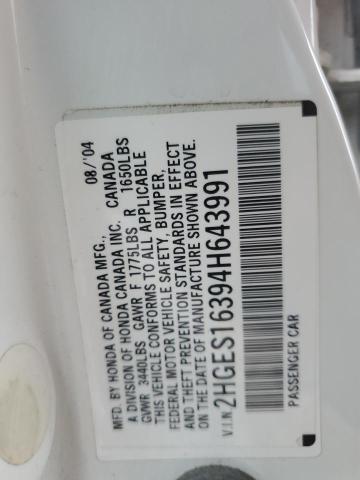 MFD. BY HONDA OF CANADA MFG., 08/'04
A DIVISION OF HONDA CANADA INC. CANADA
GVWR 3440LBS GAWR F 1775LBS R 1650LBS
THIS VEHICLE CONFORMS TO ALL APPLICABLE
FEDERAL MOTOR VEHICLE SAFETY, BUMPER,
AND THEFT PREVENTION STANDARDS IN EFFECT
ON THE DATE OF MANUFACTURE SHOWN ABOVE.
V.I.N 2HGES16394H643991
PASSENGER CAR